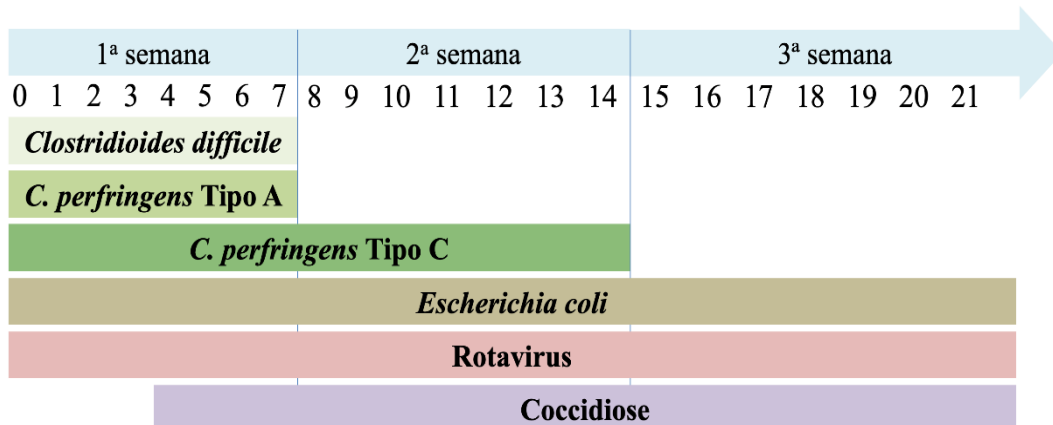 1ª semana 2ª semana 3ª semana
0 1 2 3 4 5 6 7 8 9 10 11 12 13 14 15 16 17 18 19 20 21
Clostridioides difficile
C. perfringens Tipo A
C. perfringens Tipo C
Escherichia coli
Rotavirus
Coccidiose